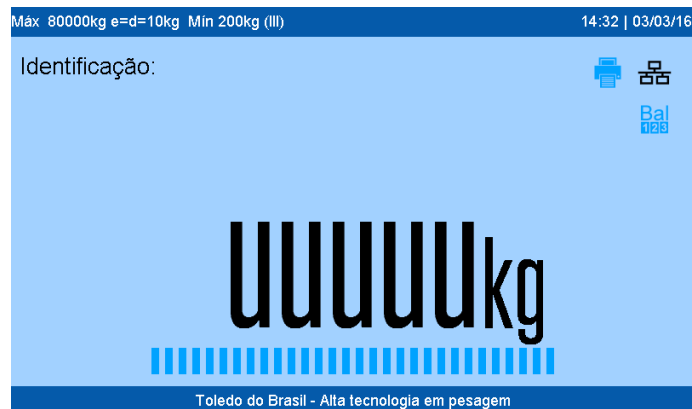 Máx 80000kg e=d=10kg Mín 200kg (III)
14:32 | 03/03/16
Identificação:
Bal
123
uuuuukg
Toledo do Brasil - Alta tecnologia em pesagem